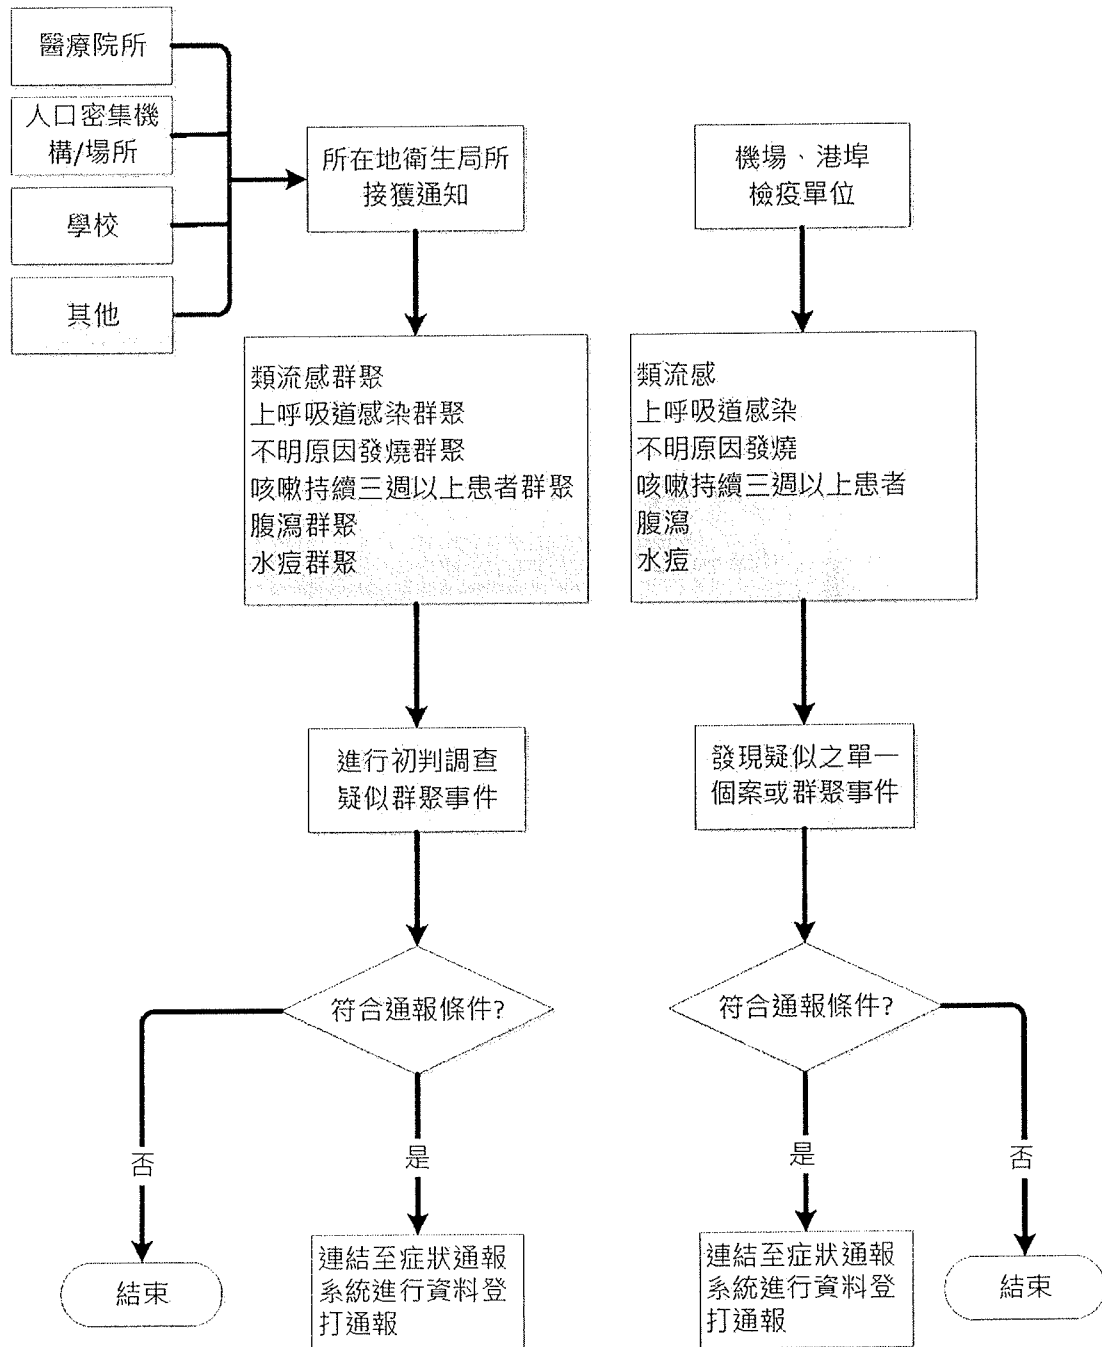 醫療院所
人口密集機
構/場所
學校
其他
所在地衛生局所
接獲通知
類流感群聚
上呼吸道感染群聚
不明原因發燒群聚
咳嗽持續三週以上患者群聚
腹瀉群聚
水痘群聚
進行初判調查
疑似群聚事件
符合通報條件?
否
是
結束
連結至症狀通報
系統進行資料登
打通報
機場、港埠
檢疫單位
類流感
上呼吸道感染
不明原因發燒
咳嗽持續三週以上患者
腹瀉
水痘
發現疑似之單一
個案或群聚事件
符合通報條件?
是
否
連結至症狀通報
系統進行資料登
打通報
結束